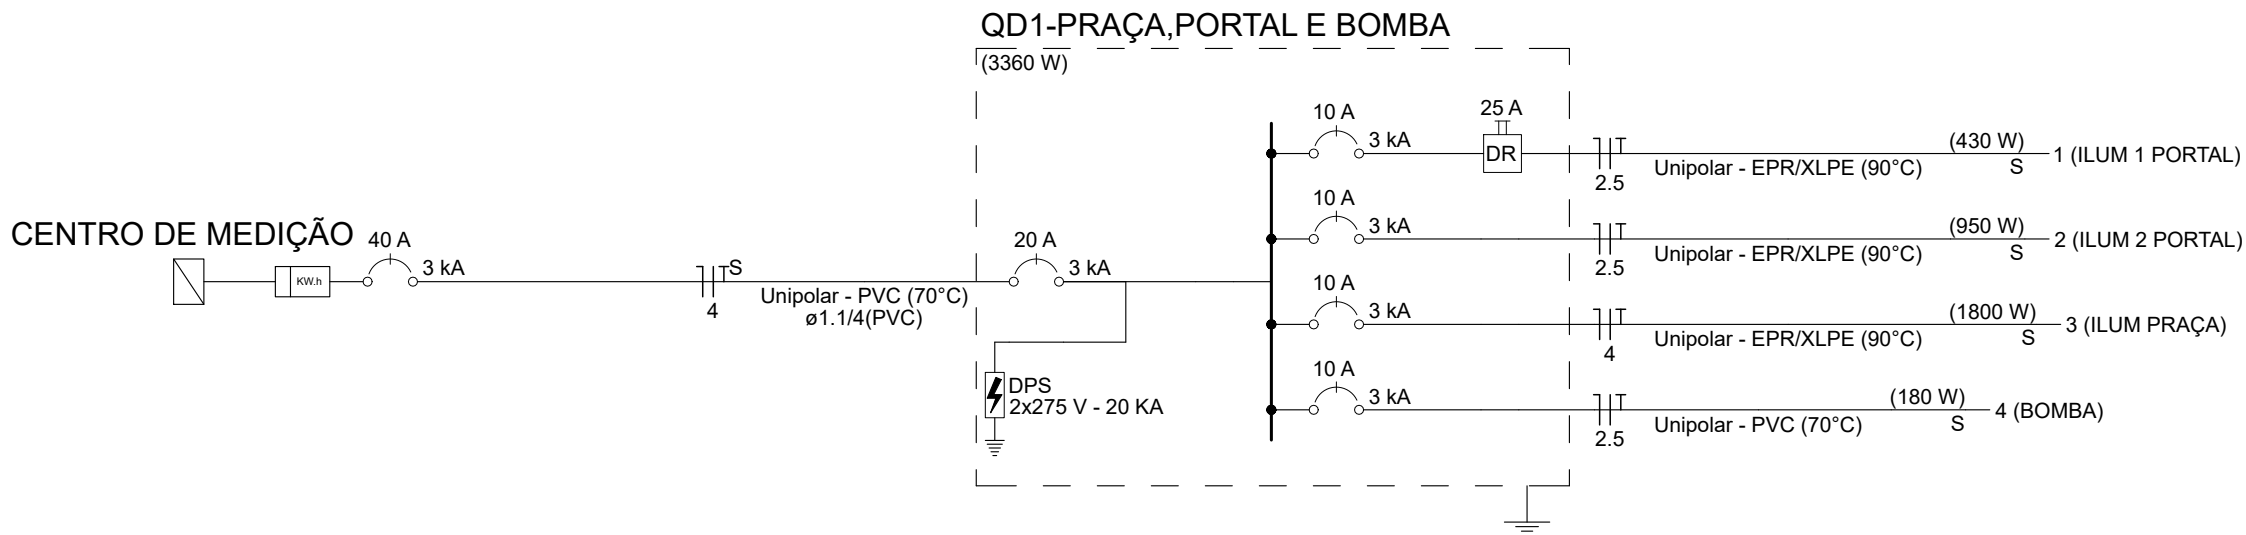 QD1-PRAÇA,PORTAL E BOMBA
(3360 W)
10 A
3 kA
25 A
DR
2.5
T
Unipolar - EPR/XLPE (90°C)
(430 W)
S
1 (ILUM 1 PORTAL)
10 A
3 kA
2.5
T
Unipolar - EPR/XLPE (90°C)
(950 W)
S
2 (ILUM 2 PORTAL)
CENTRO DE MEDIÇÃO
KW.h
40 A
3 kA
S
4
Unipolar - PVC (70°C)
ø1.1/4(PVC)
20 A
3 kA
10 A
3 kA
4
T
Unipolar - EPR/XLPE (90°C)
(1800 W)
S
3 (ILUM PRAÇA)
DPS
2x275 V - 20 KA
10 A
3 kA
2.5
T
Unipolar - PVC (70°C)
(180 W)
S
4 (BOMBA)